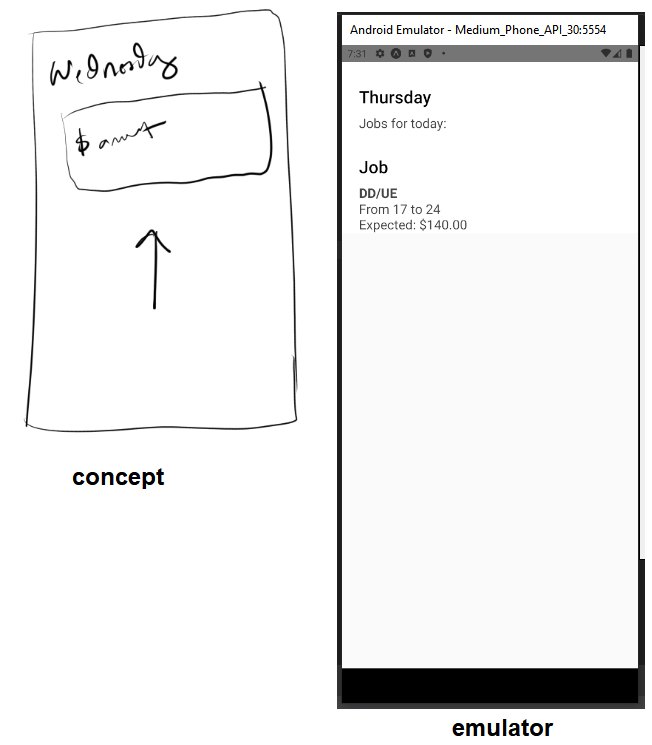 Wednesday
$ amt
concept
Android Emulator - Medium_Phone_API_30:5554
7:31
Thursday
Jobs for today:
Job
DD/UE
From 17 to 24
Expected: $140.00
emulator